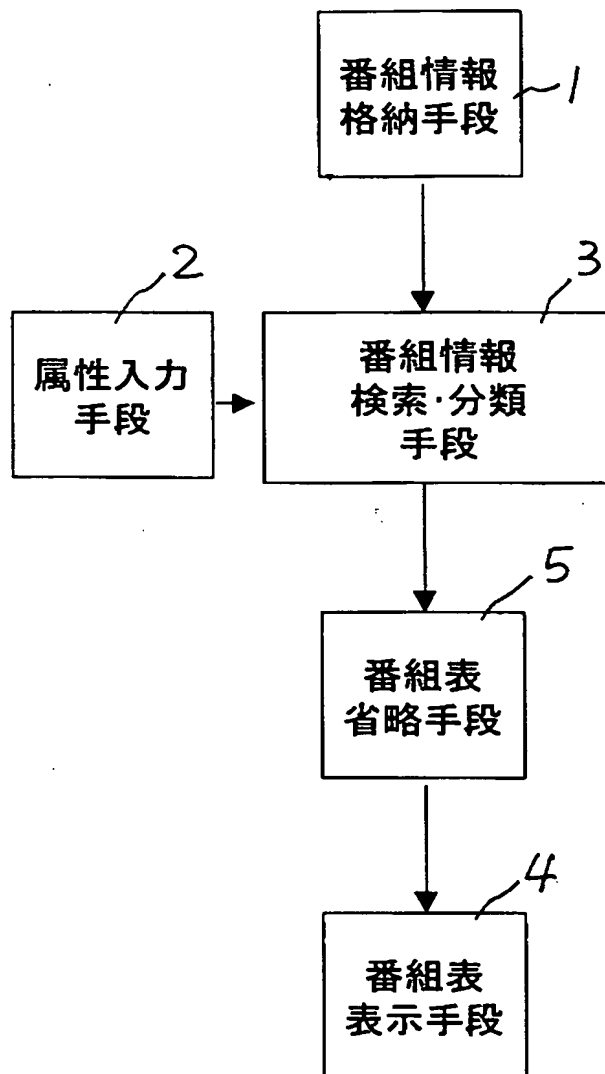 番組情報
格納手段
1
2
属性入力
手段
3
番組情報
検索·分類
手段
5
番組表
省略手段
4
番組表
表示手段